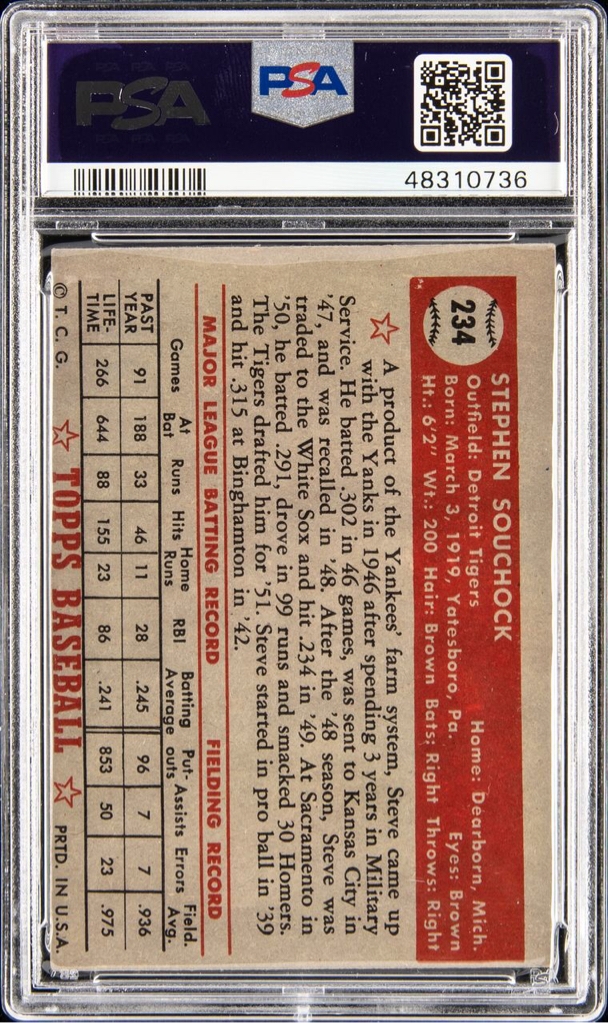 PSA
PSA
48310736
234
STEPHEN SOUCHOCK
Outfield: Detroit Tigers Home: Dearborn, Mich.
Born: March 3, 1919, Yatesboro, Pa. Eyes: Brown
Ht.: 6'2" Wt.: 200 Hair: Brown Bats: Right Throws: Right
A product of the Yankees' farm system, Steve came up
with the Yanks in 1946 after spending 3 years in Military
Service. He batted .302 in 46 games, was sent to Kansas City in
'47, and was recalled in '48. After the '48 season, Steve was
traded to the White Sox and hit .234 in '49. At Sacramento in
'50, he batted .291, drove in 99 runs and smacked 30 Homers.
The Tigers drafted him for '51. Steve started in pro ball in '39
and hit .315 at Binghamton in '42.
MAJOR LEAGUE BATTING RECORD FIELDING RECORD
Games At Bat Runs Hits Home Runs RBI Batting Average Put-outs Assists Errors Field. Avg.
PAST YEAR 91 188 33 46 11 28 .245 96 7 7 .936
LIFE-TIME 266 644 88 155 23 86 .241 853 50 23 .975
© T. C. G. TOPPS BASEBALL PRTD. IN U.S.A.